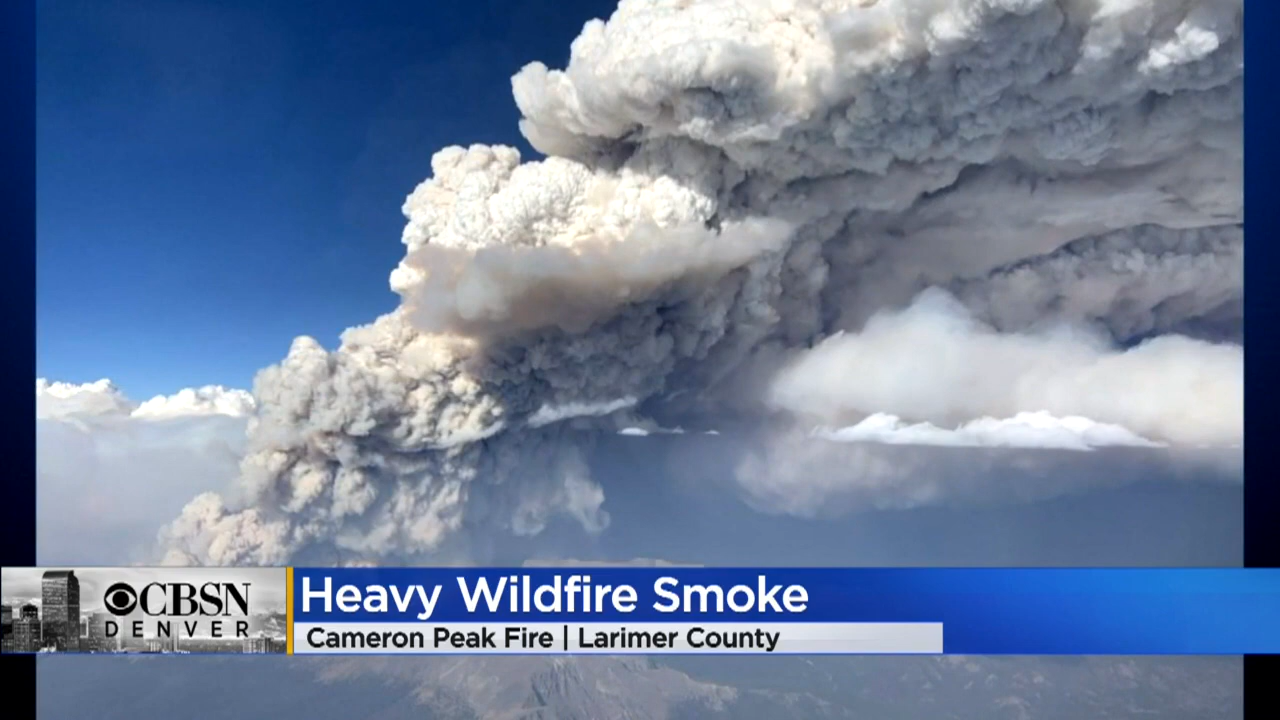 Heavy Wildfire Smoke
Cameron Peak Fire | Larimer County
CBSN
DENVER